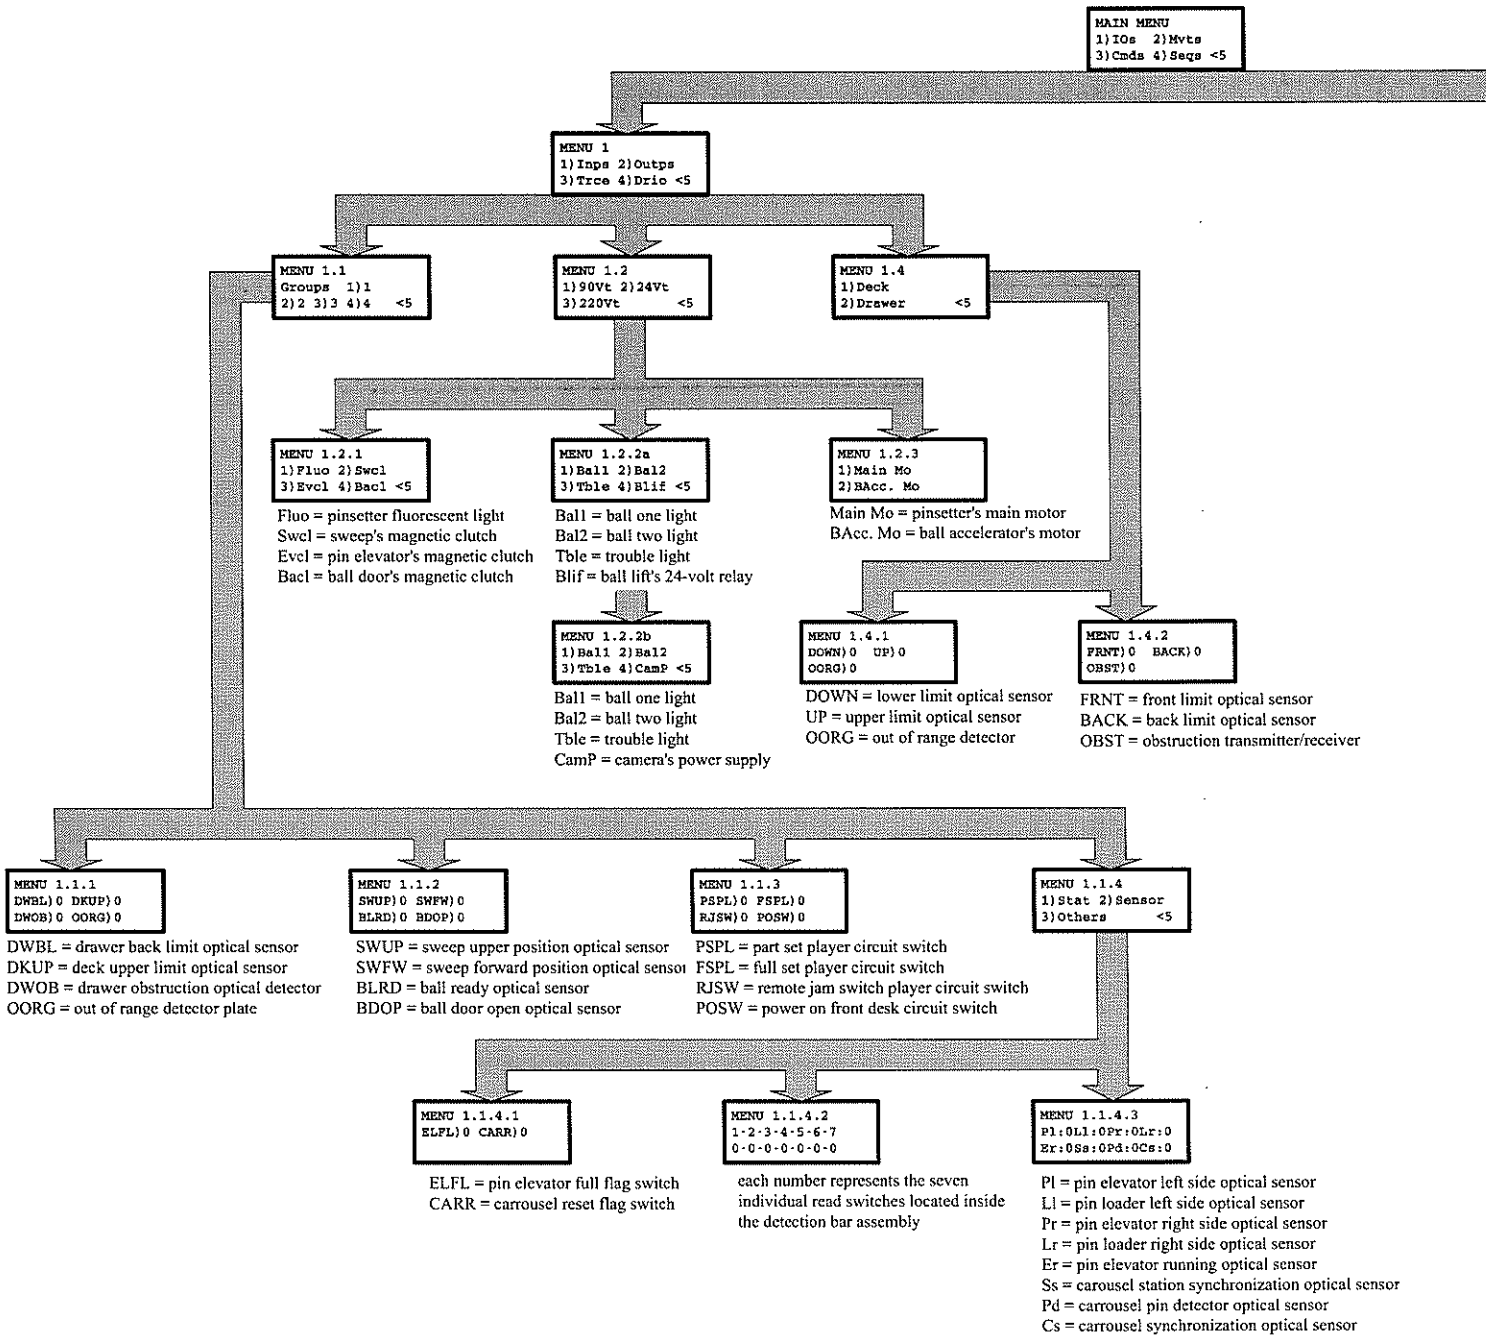 MAIN MENU
1)IOs 2)Mvts
3)Cmds 4)Seqs <5
MENU 1
1)Inps 2)Outps
3)Trce 4)Drio <5
MENU 1.1
Groups 1)1
2)2 3)3 4)4 <5
MENU 1.2
1)90Vt 2)24Vt
3)220Vt <5
MENU 1.4
1)Deck
2)Drawer <5
MENU 1.2.1
1)Fluo 2)Swcl
3)Evcl 4)Bacl <5
Fluo = pinsetter fluorescent light
Swcl = sweep's magnetic clutch
Evcl = pin elevator's magnetic clutch
Bacl = ball door's magnetic clutch
MENU 1.2.2a
1)Bal1 2)Bal2
3)Tble 4)Blif <5
Bal1 = ball one light
Bal2 = ball two light
Tble = trouble light
Blif = ball lift's 24-volt relay
MENU 1.2.3
1)Main Mo
2)BAcc. Mo
Main Mo = pinsetter's main motor
BAcc. Mo = ball accelerator's motor
MENU 1.2.2b
1)Bal1 2)Bal2
3)Tble 4)CamP <5
Bal1 = ball one light
Bal2 = ball two light
Tble = trouble light
CamP = camera's power supply
MENU 1.4.1
DOWN)0 UP)0
OORG)0
DOWN = lower limit optical sensor
UP = upper limit optical sensor
OORG = out of range detector
MENU 1.4.2
FRNT)0 BACK)0
OBST)0
FRNT = front limit optical sensor
BACK = back limit optical sensor
OBST = obstruction transmitter/receiver
MENU 1.1.1
DWBL)0 DKUP)0
DWOB)0 OORG)0
DWBL = drawer back limit optical sensor
DKUP = deck upper limit optical sensor
DWOB = drawer obstruction optical detector
OORG = out of range detector plate
MENU 1.1.2
SWUP)0 SWFW)0
BLRD)0 BDOP)0
SWUP = sweep upper position optical sensor
SWFW = sweep forward position optical sensor
BLRD = ball ready optical sensor
BDOP = ball door open optical sensor
MENU 1.1.3
PSPL)0 FSPL)0
RJSW)0 POSW)0
PSPL = part set player circuit switch
FSPL = full set player circuit switch
RJSW = remote jam switch player circuit switch
POSW = power on front desk circuit switch
MENU 1.1.4
1)Stat 2)Sensor
3)Others <5
MENU 1.1.4.1
ELFL)0 CARR)0
ELFL = pin elevator full flag switch
CARR = carrousel reset flag switch
MENU 1.1.4.2
1-2-3-4-5-6-7
0-0-0-0-0-0-0
each number represents the seven
individual read switches located inside
the detection bar assembly
MENU 1.1.4.3
Pl:0Ll:0Pr:0Lr:0
Er:0Ss:0Pd:0Cs:0
Pl = pin elevator left side optical sensor
Ll = pin loader left side optical sensor
Pr = pin elevator right side optical sensor
Lr = pin loader right side optical sensor
Er = pin elevator running optical sensor
Ss = carousel station synchronization optical sensor
Pd = carrousel pin detector optical sensor
Cs = carrousel synchronization optical sensor